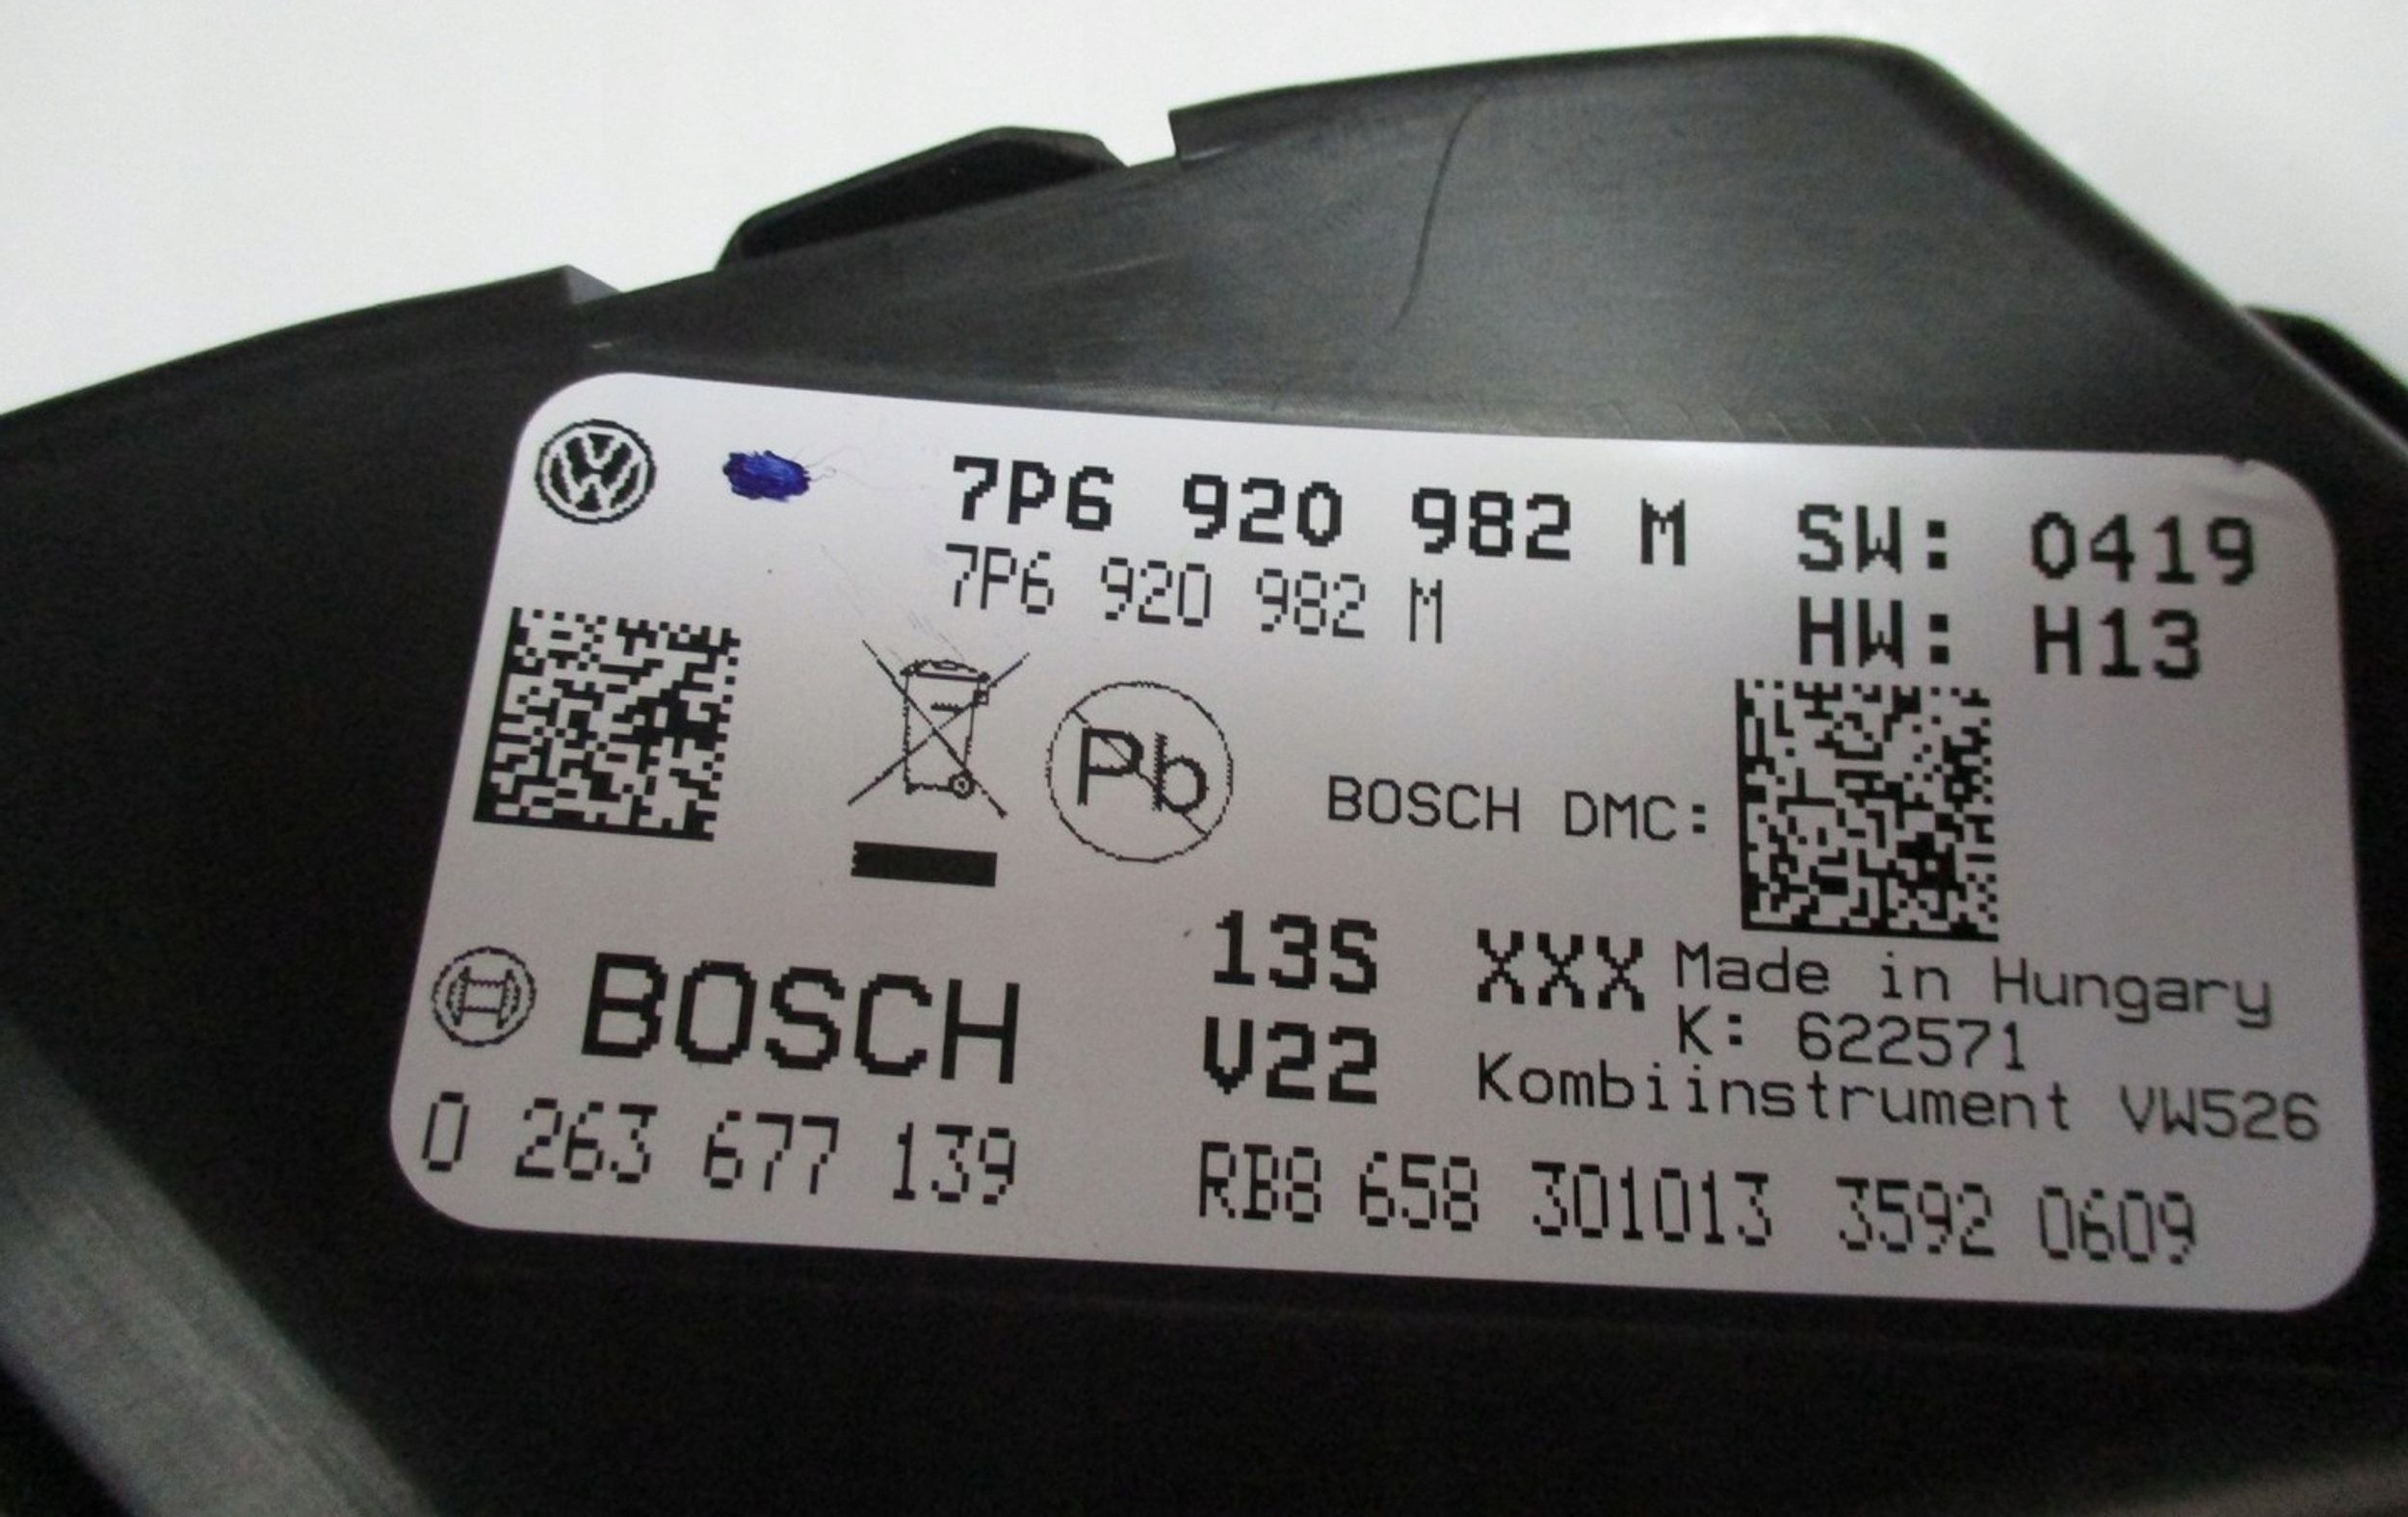 7P6 920 982 M SW: 0419
7P6 920 982 M HW: H13
Pb
BOSCH DMC:
13S XXX Made in Hungary
BOSCH V22 K: 622571
Kombiinstrument VW526
0 263 677 139 RB8 658 301013 3592 0609